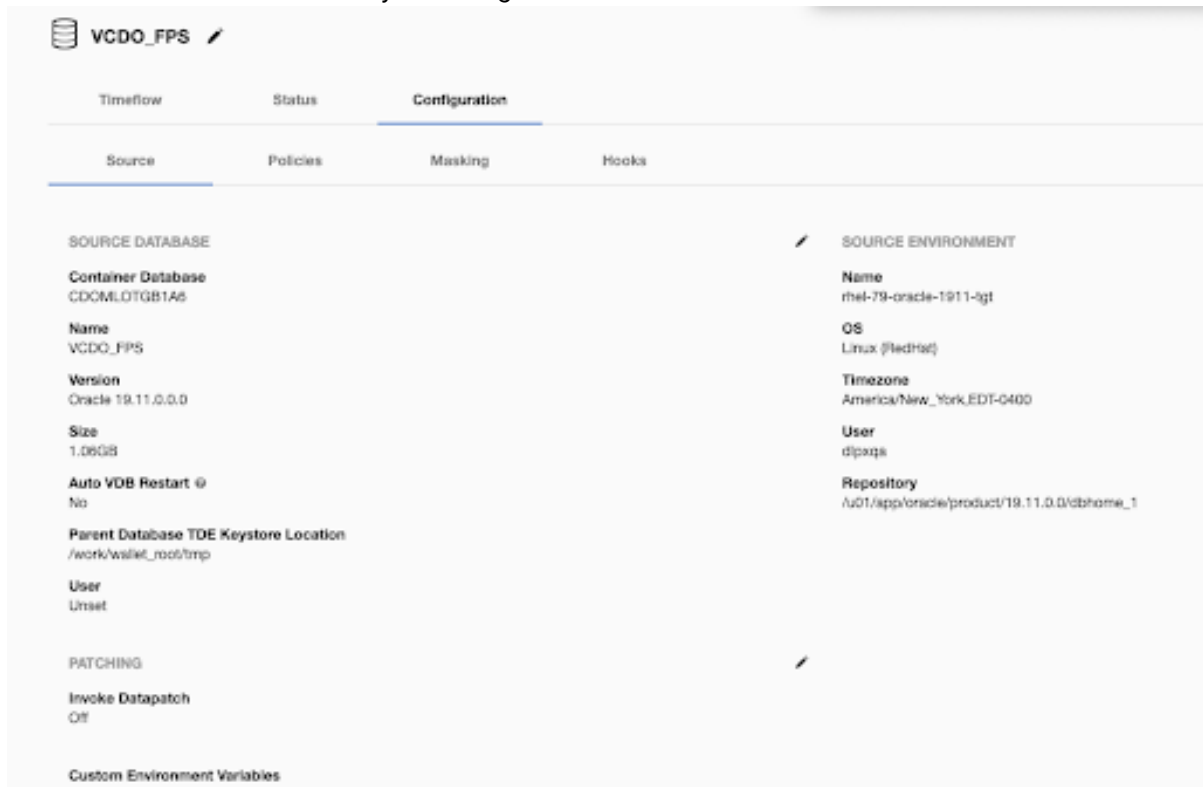 VCDO_FPS
Timeflow Status Configuration
Source Policies Masking Hooks
SOURCE DATABASE
Container Database
CDOMLOTGB1A6
Name
VCDO_FPS
Version
Oracle 19.11.0.0.0
Size
1.06GB
Auto VDB Restart
No
Parent Database TDE Keystore Location
/work/wallet_root/tmp
User
Unset
PATCHING
Invoke Datapatch
Off
Custom Environment Variables
SOURCE ENVIRONMENT
Name
rhel-79-oracle-1911-tgt
OS
Linux (RedHat)
Timezone
America/New_York,EDT-0400
User
dlpxqa
Repository
/u01/app/oracle/product/19.11.0.0/dbhome_1